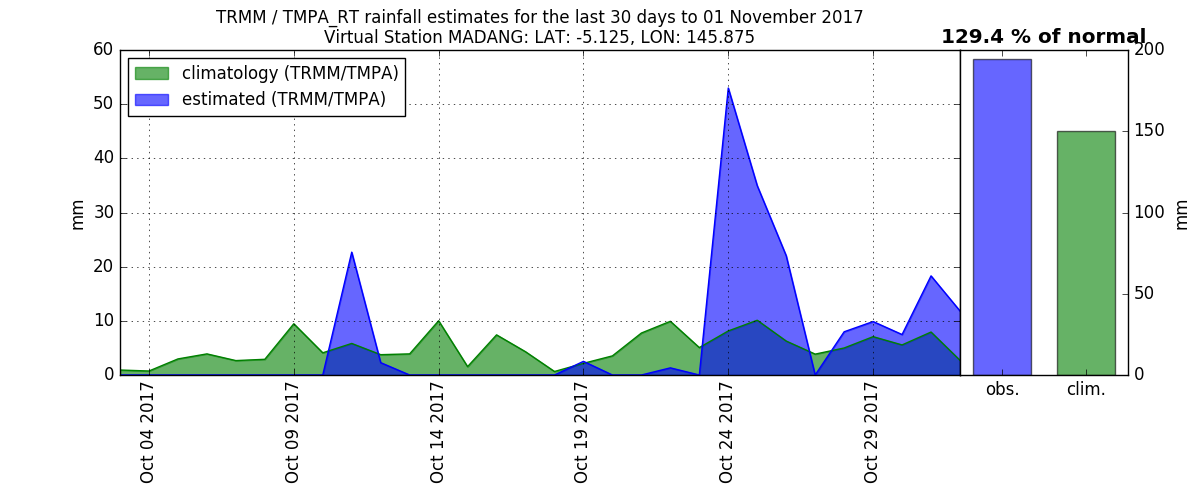 TRMM / TMPA_RT rainfall estimates for the last 30 days to 01 November 2017
Virtual Station MADANG: LAT: -5.125, LON: 145.875
129.4 % of normal
climatology (TRMM/TMPA)
estimated (TRMM/TMPA)
60
50
40
30
20
10
0
mm
Oct 04 2017
Oct 09 2017
Oct 14 2017
Oct 19 2017
Oct 24 2017
Oct 29 2017
obs.
clim.
200
150
100
50
0
mm